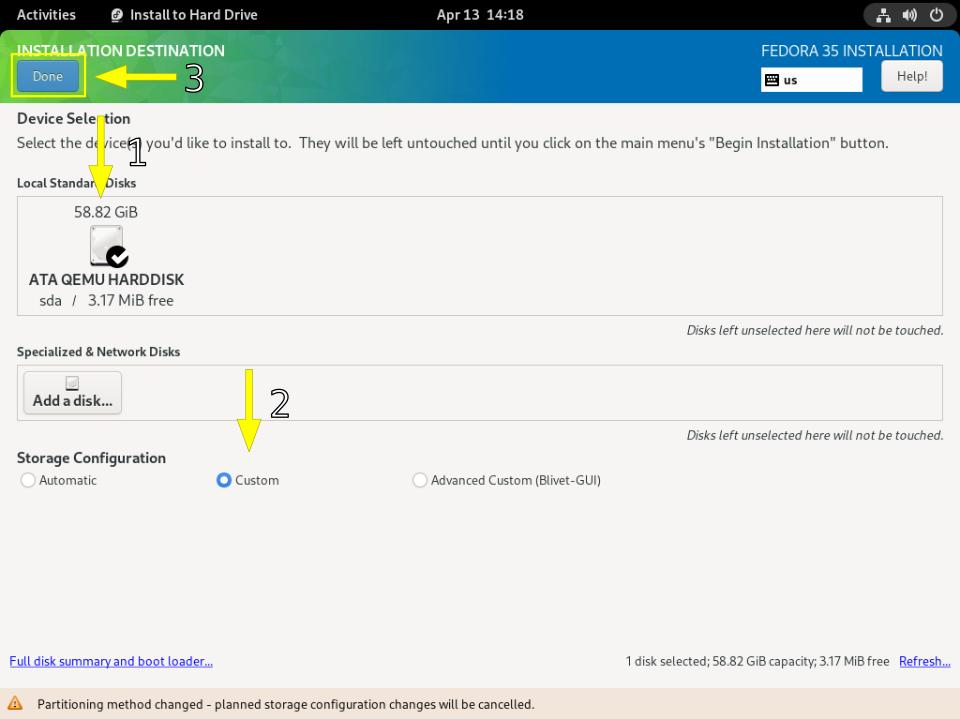 Activities
Install to Hard Drive
Apr 13 14:18
INSTALLATION DESTINATION
FEDORA 35 INSTALLATION
Done
3
us
Help!
Device Selection
Select the device(s) you'd like to install to. They will be left untouched until you click on the main menu's "Begin Installation" button.
1
Local Standard Disks
58.82 GiB
ATA QEMU HARDDISK
sda / 3.17 MiB free
Disks left unselected here will not be touched.
Specialized & Network Disks
Add a disk...
2
Disks left unselected here will not be touched.
Storage Configuration
Automatic
Custom
Advanced Custom (Blivet-GUI)
Full disk summary and boot loader...
1 disk selected; 58.82 GiB capacity; 3.17 MiB free
Refresh...
Partitioning method changed - planned storage configuration changes will be cancelled.